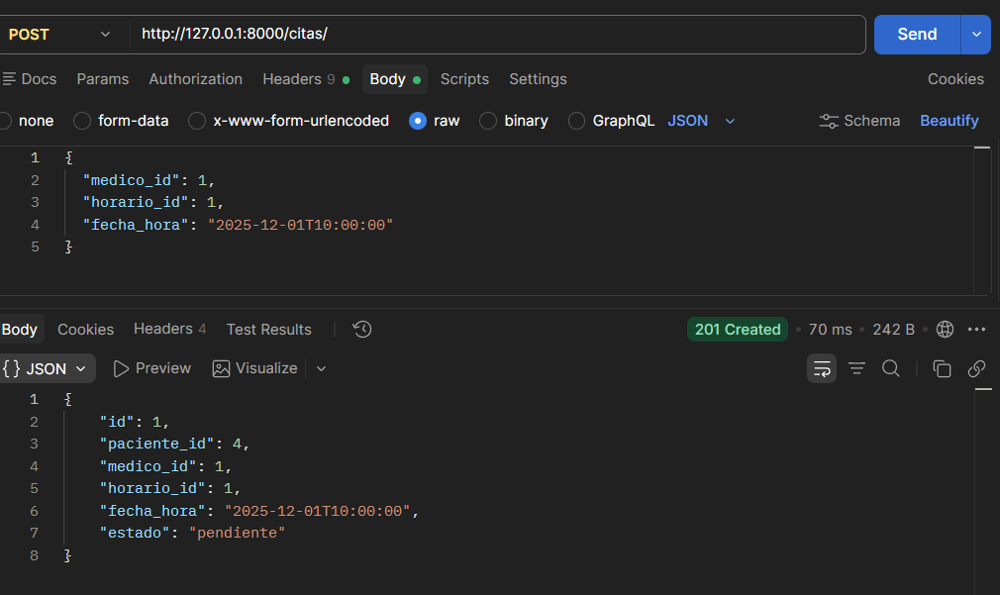 POST http://127.0.0.1:8000/citas/ Send
Docs Params Authorization Headers 9 Body Scripts Settings Cookies
none form-data x-www-form-urlencoded raw binary GraphQL JSON Schema Beautify
1 {
2 "medico_id": 1,
3 "horario_id": 1,
4 "fecha_hora": "2025-12-01T10:00:00"
5 }
Body Cookies Headers 4 Test Results 201 Created 70 ms 242 B
{} JSON Preview Visualize
1 {
2 "id": 1,
3 "paciente_id": 4,
4 "medico_id": 1,
5 "horario_id": 1,
6 "fecha_hora": "2025-12-01T10:00:00",
7 "estado": "pendiente"
8 }